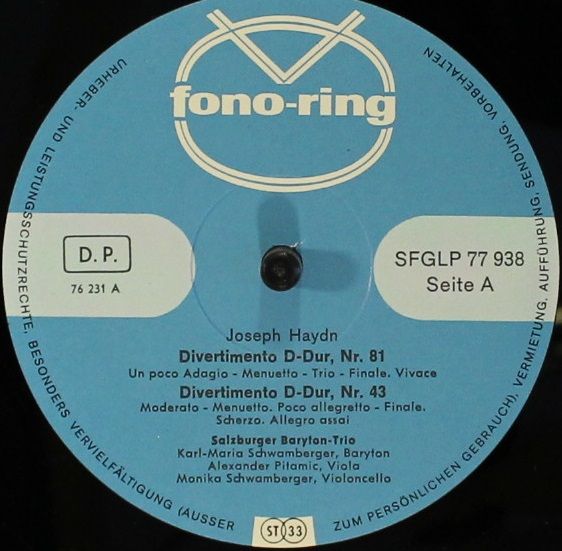 fono-ring
D. P.
76 231 A
SFGLP 77 938
Seite A
Joseph Haydn
Divertimento D-Dur, Nr. 81
Un poco Adagio - Menuetto - Trio - Finale. Vivace
Divertimento D-Dur, Nr. 43
Moderato - Menuetto. Poco allegretto - Finale.
Scherzo. Allegro assai
Salzburger Baryton-Trio
Karl-Maria Schwamberger, Baryton
Alexander Pitamic, Viola
Monika Schwamberger, Violoncello
ST 33
URHEBER- UND LEISTUNGSSCHUTZRECHTE, BESONDERS VERVIELFÄLTIGUNG (AUSSER ZUM PERSÖNLICHEN GEBRAUCH), VERMIETUNG, AUFFÜHRUNG, SENDUNG, VORBEHALTEN